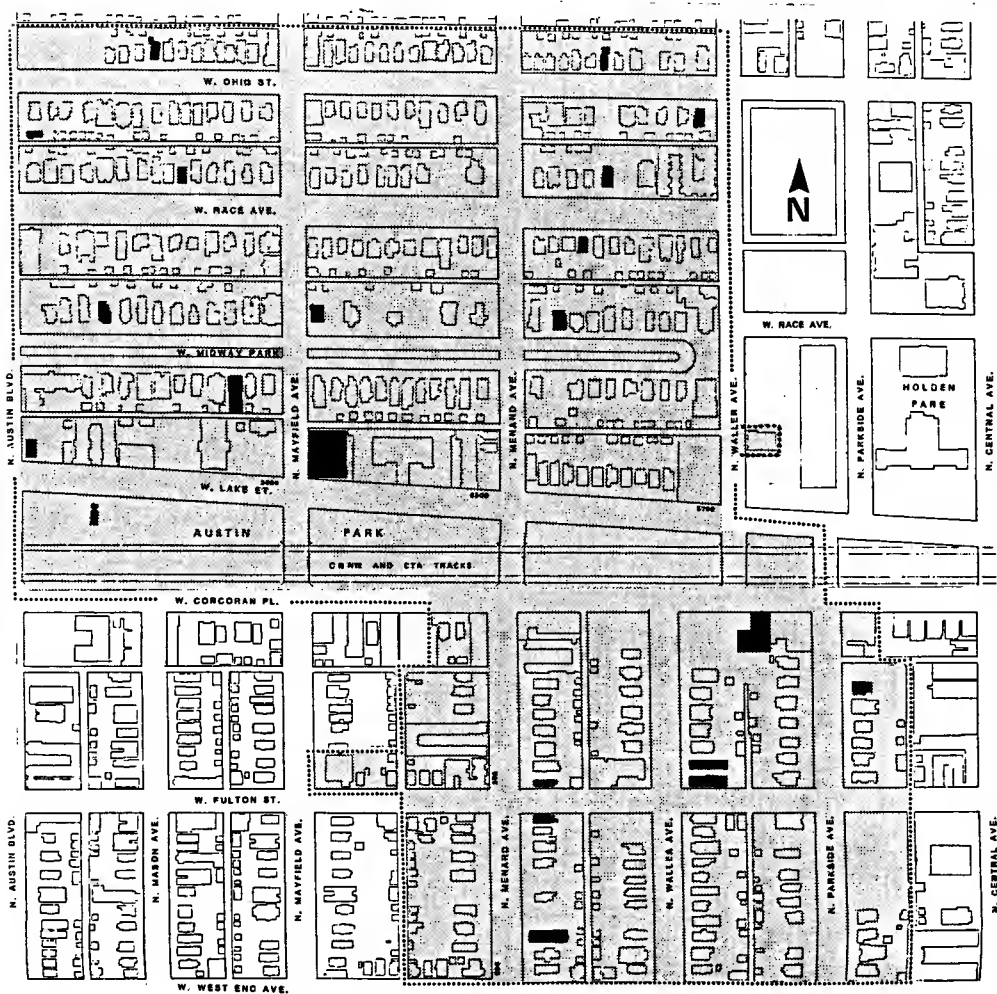 W. OHIO ST.
N
W. RACE AVE.
W. RACE AVE.
W. MIDWAY PARK
N. AUSTIN BLVD.
N. MAYFIELD AVE.
N. MENARD AVE.
N. WALLER AVE.
N. PARKSIDE AVE.
N. CENTRAL AVE.
HOLDEN
PARK
W. LAKE ST.
5700
AUSTIN PARK
C&NW AND CTA TRACKS
W. CORCORAN PL.
W. FULTON ST.
N. AUSTIN BLVD.
N. MASON AVE.
N. MAYFIELD AVE.
N. MENARD AVE.
N. WALLER AVE.
N. PARKSIDE AVE.
N. CENTRAL AVE.
W. WEST END AVE.